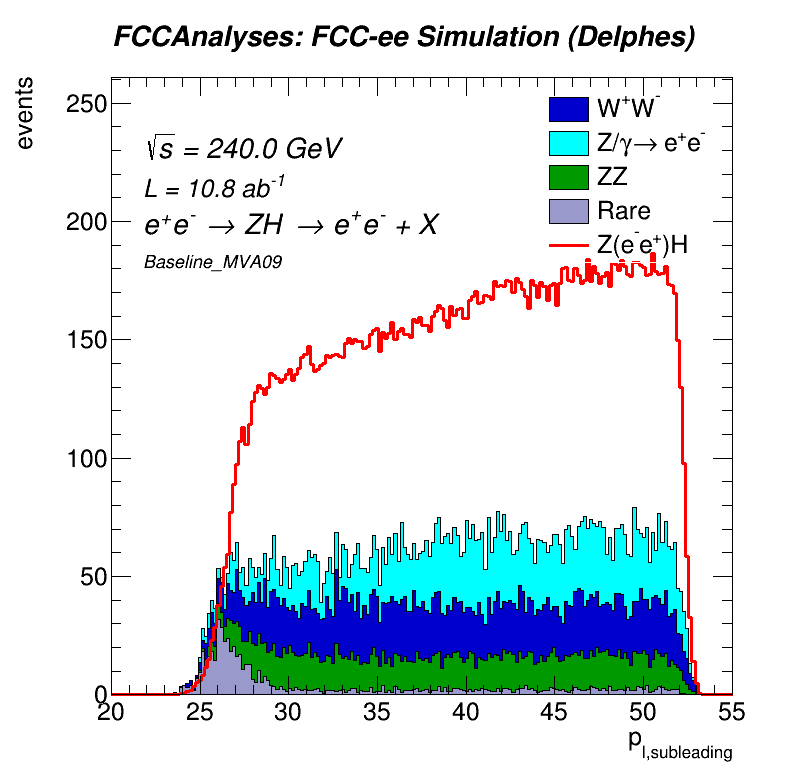 FCCAnalyses: FCC-ee Simulation (Delphes)
events
250
200
150
100
50
0
√s = 240.0 GeV
L = 10.8 ab⁻¹
e⁺e⁻ → ZH → e⁺e⁻ + X
Baseline_MVA09
W⁺W⁻
Z/γ→ e⁺e⁻
ZZ
Rare
Z(e⁻e⁺)H
20 25 30 35 40 45 50 55
p_l,subleading